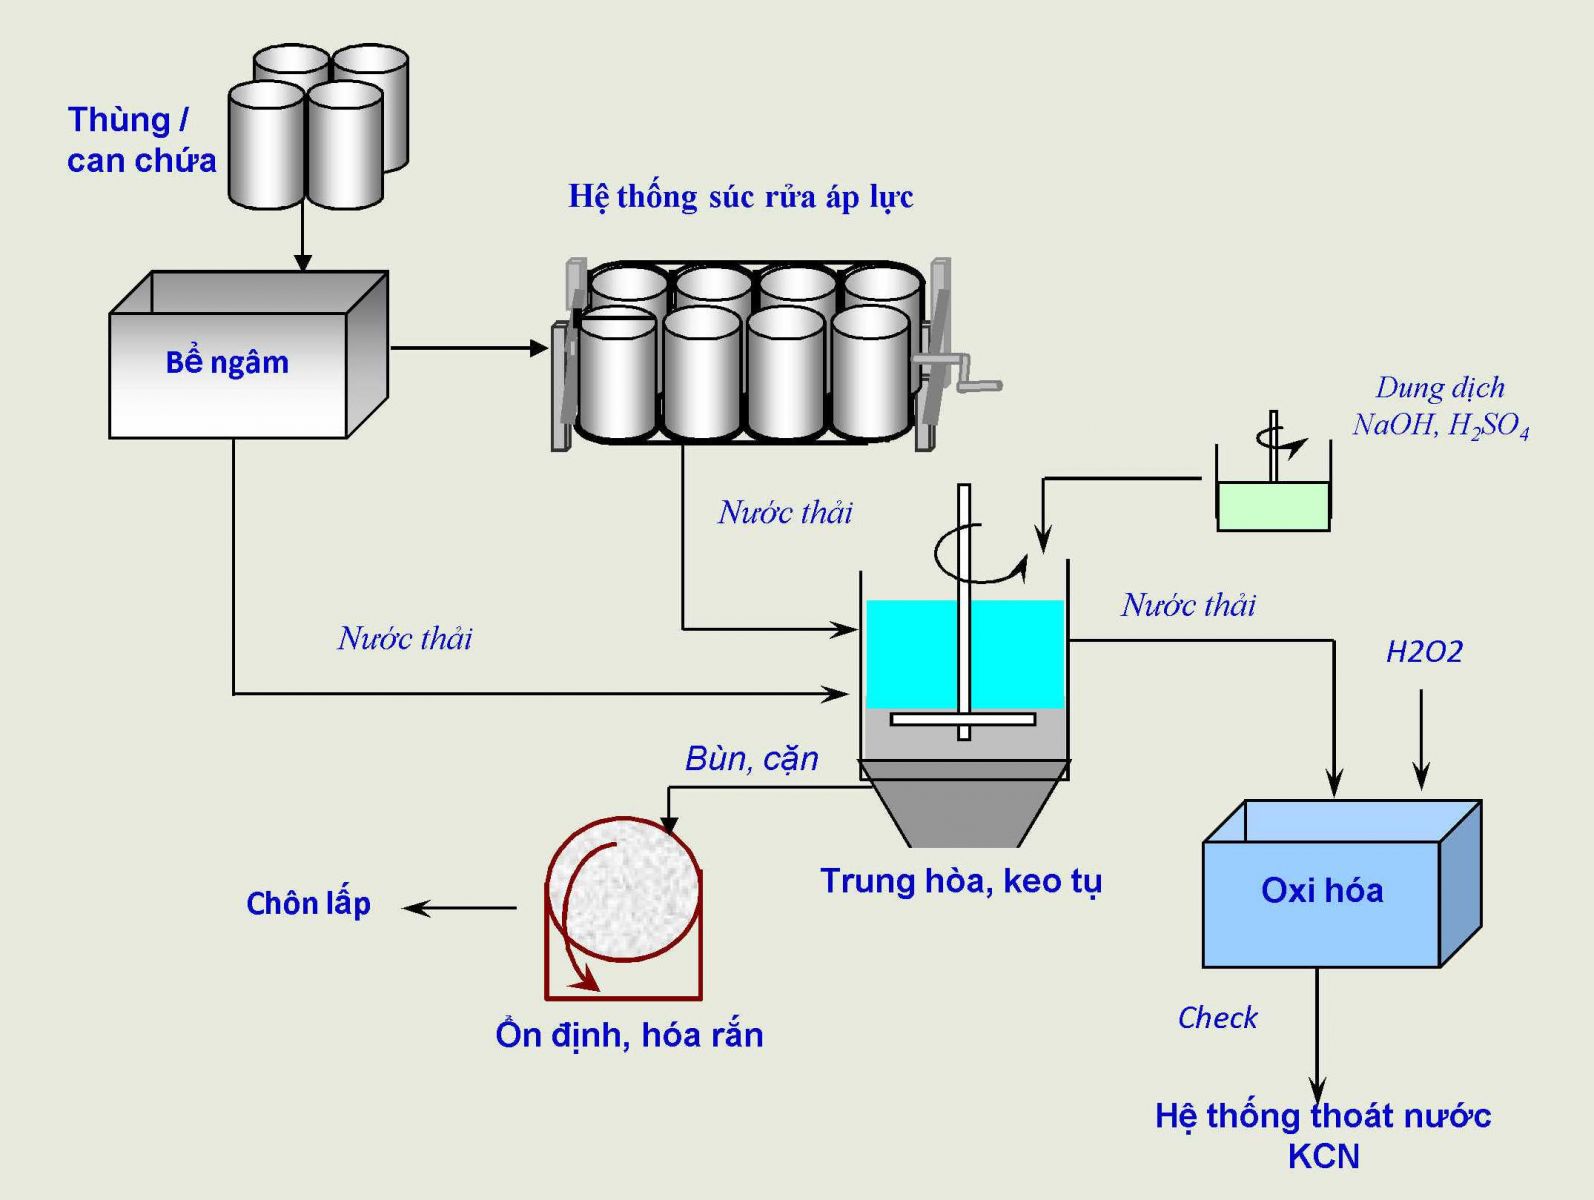 Thùng /
can chứa
Hệ thống súc rửa áp lực
Bể ngâm
Dung dịch
NaOH, H₂SO₄
Nước thải
Nước thải
Nước thải
H2O2
Bùn, cặn
Trung hòa, keo tụ
Oxi hóa
Chôn lấp
Ổn định, hóa rắn
Check
Hệ thống thoát nước
KCN